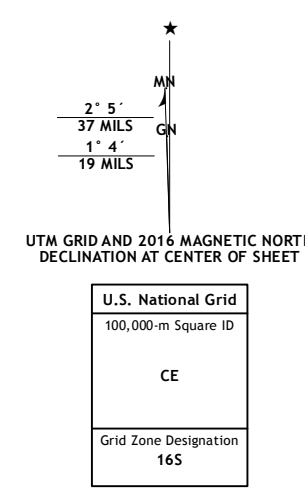 ★
MN
2° 5´
37 MILS
GN
1° 4´
19 MILS
UTM GRID AND 2016 MAGNETIC NORT
DECLINATION AT CENTER OF SHEET
U.S. National Grid
100,000-m Square ID
CE
Grid Zone Designation
16S